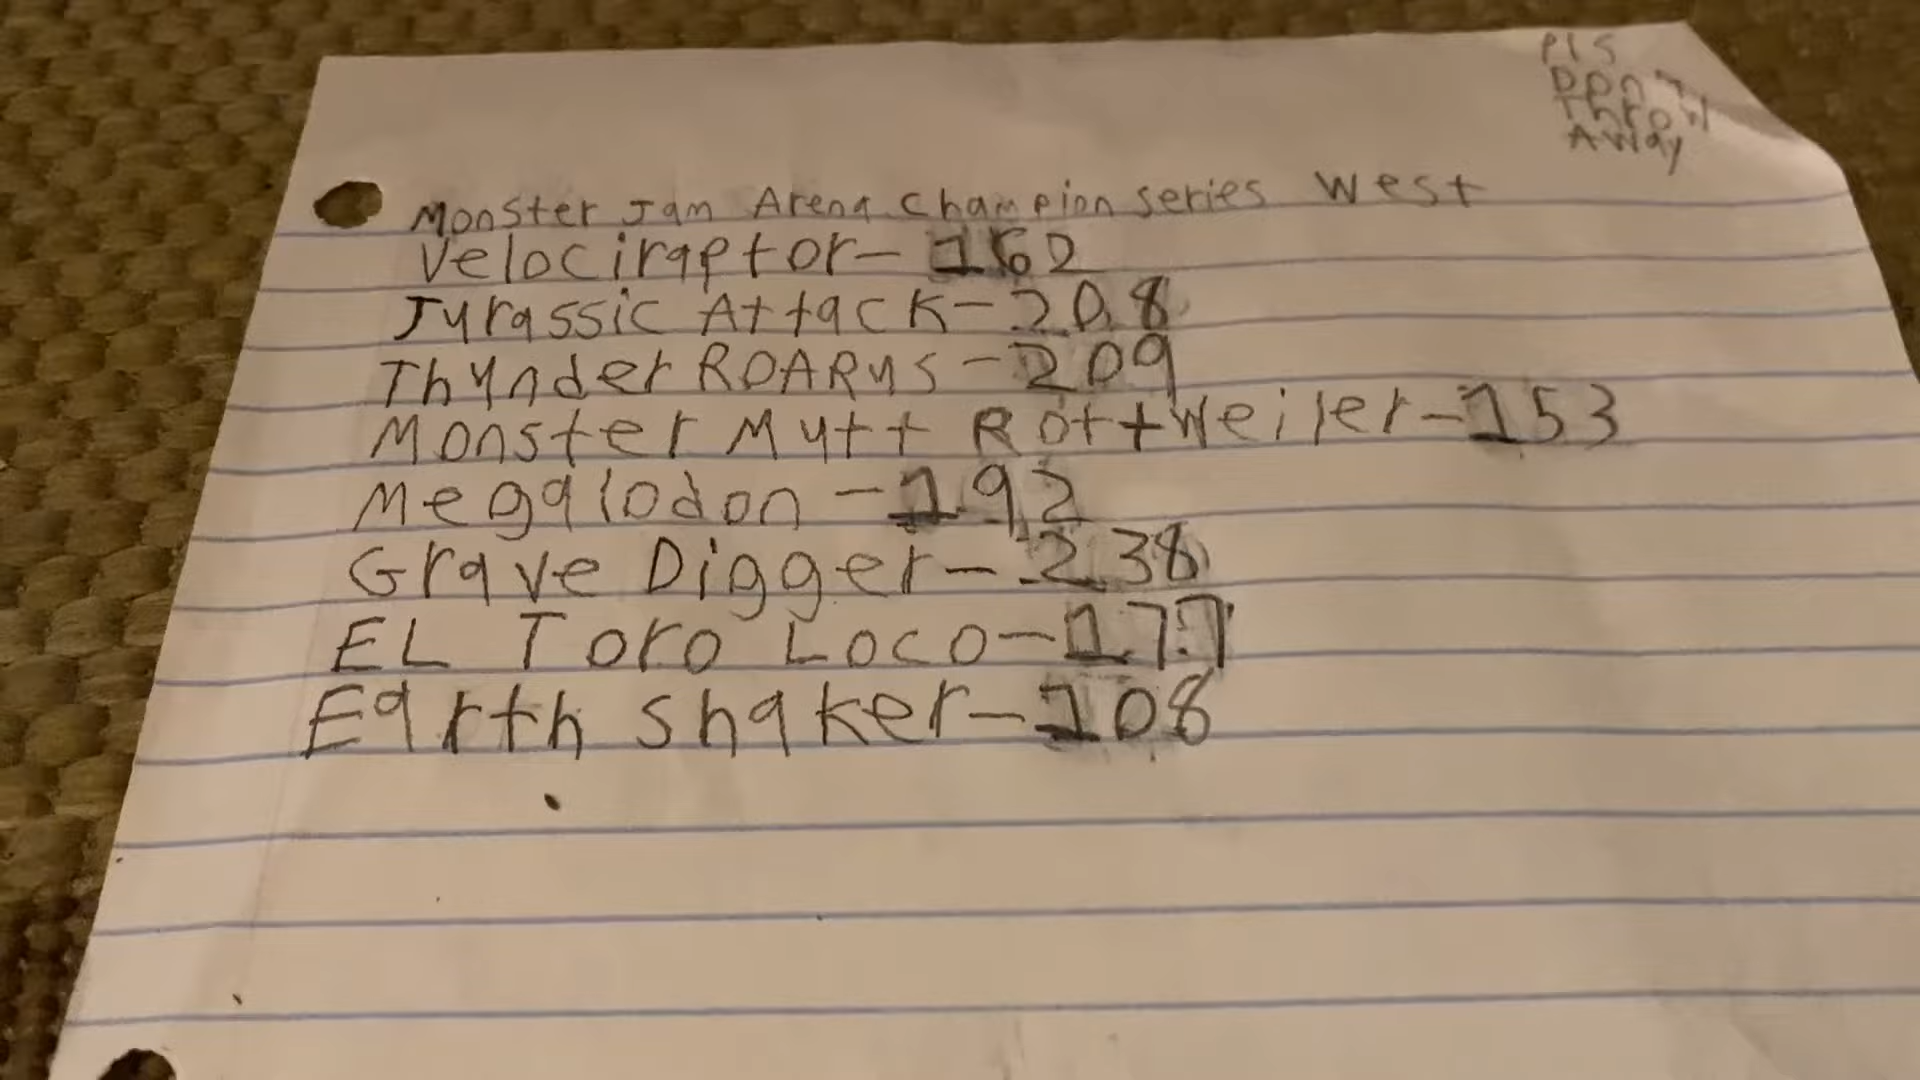 Pls
Don't
Throw
Away
Monster Jam Arena Champion series West
Velociraptor- 162
Jurassic Attack- 208
Thunder ROARus - 209
Monster Mutt Rottweiler- 153
Megalodon - 192
Grave Digger- 238
EL Toro Loco- 177
Earth shaker- 108